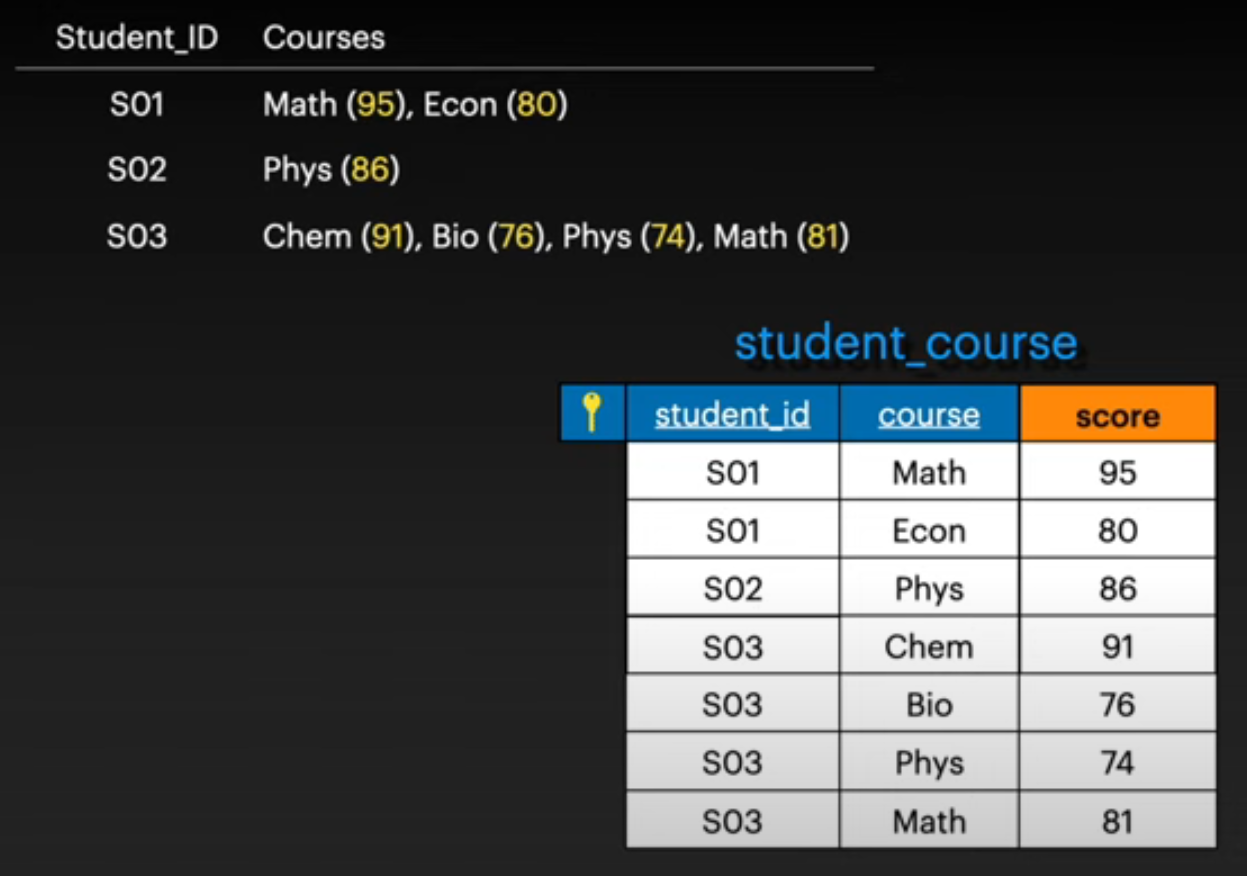 Student_ID Courses
S01 Math (95), Econ (80)
S02 Phys (86)
S03 Chem (91), Bio (76), Phys (74), Math (81)
student_course
student_id course score
S01 Math 95
S01 Econ 80
S02 Phys 86
S03 Chem 91
S03 Bio 76
S03 Phys 74
S03 Math 81